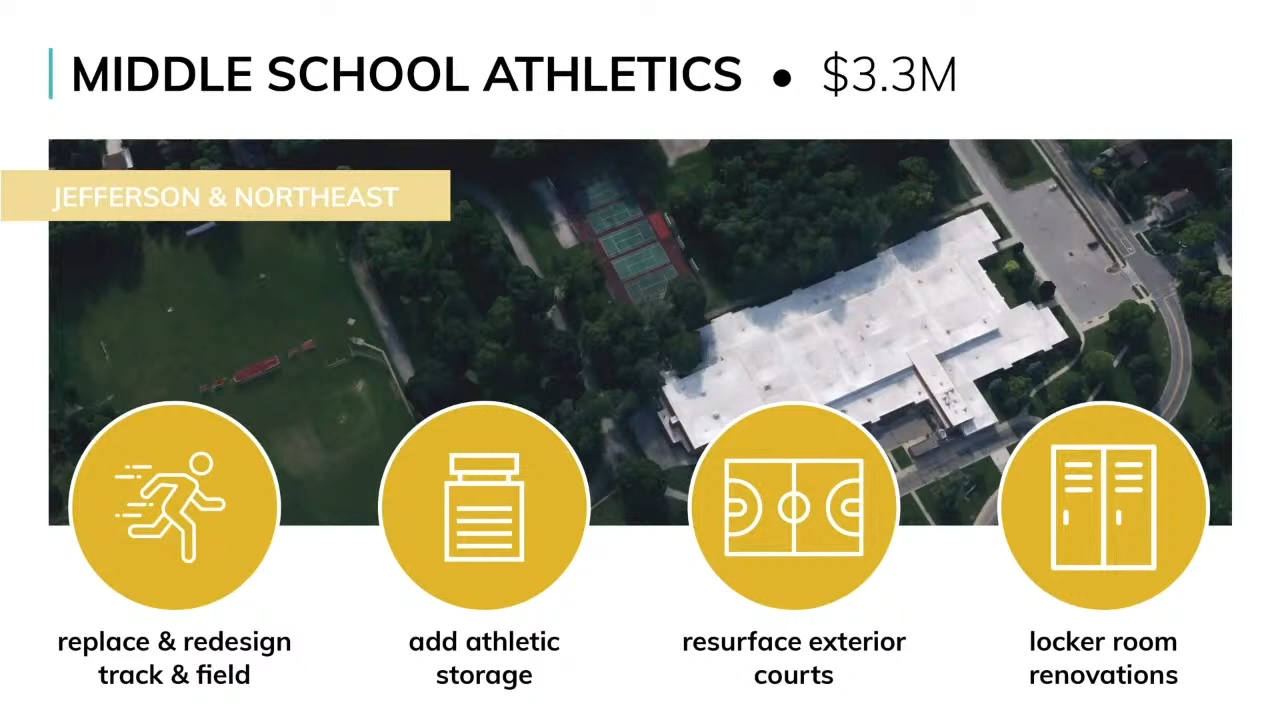 MIDDLE SCHOOL ATHLETICS • $3.3M
JEFFERSON & NORTHEAST
replace & redesign
track & field
add athletic
storage
resurface exterior
courts
locker room
renovations